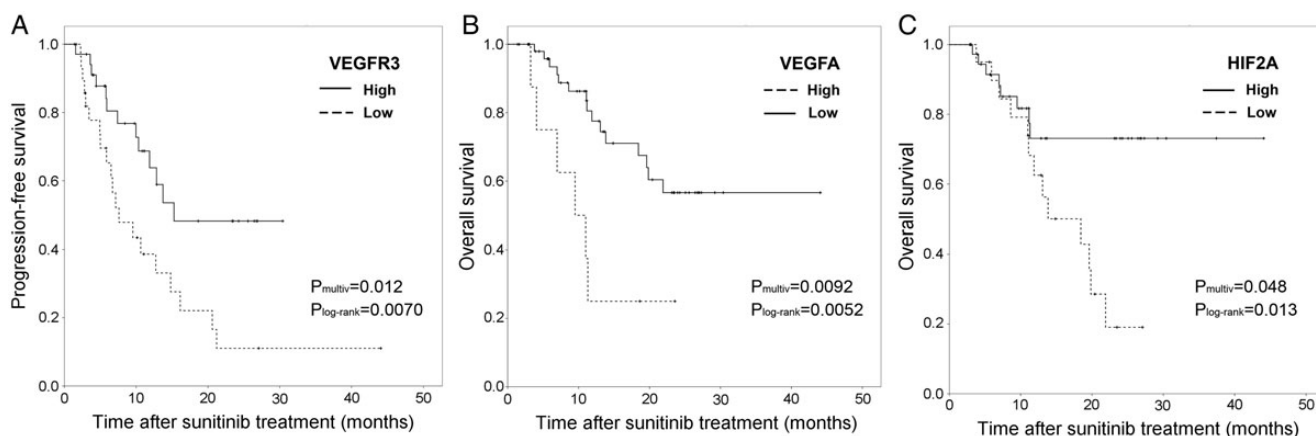 A
VEGFR3
High
Low
Progression-free survival
1.0
0.8
0.6
0.4
0.2
0.0
Pmultiv=0.012
Plog-rank=0.0070
0 10 20 30 40 50
Time after sunitinib treatment (months)
B
VEGFA
High
Low
Overall survival
1.0
0.8
0.6
0.4
0.2
0.0
Pmultiv=0.0092
Plog-rank=0.0052
0 10 20 30 40 50
Time after sunitinib treatment (months)
C
HIF2A
High
Low
Overall survival
1.0
0.8
0.6
0.4
0.2
0.0
Pmultiv=0.048
Plog-rank=0.013
0 10 20 30 40 50
Time after sunitinib treatment (months)